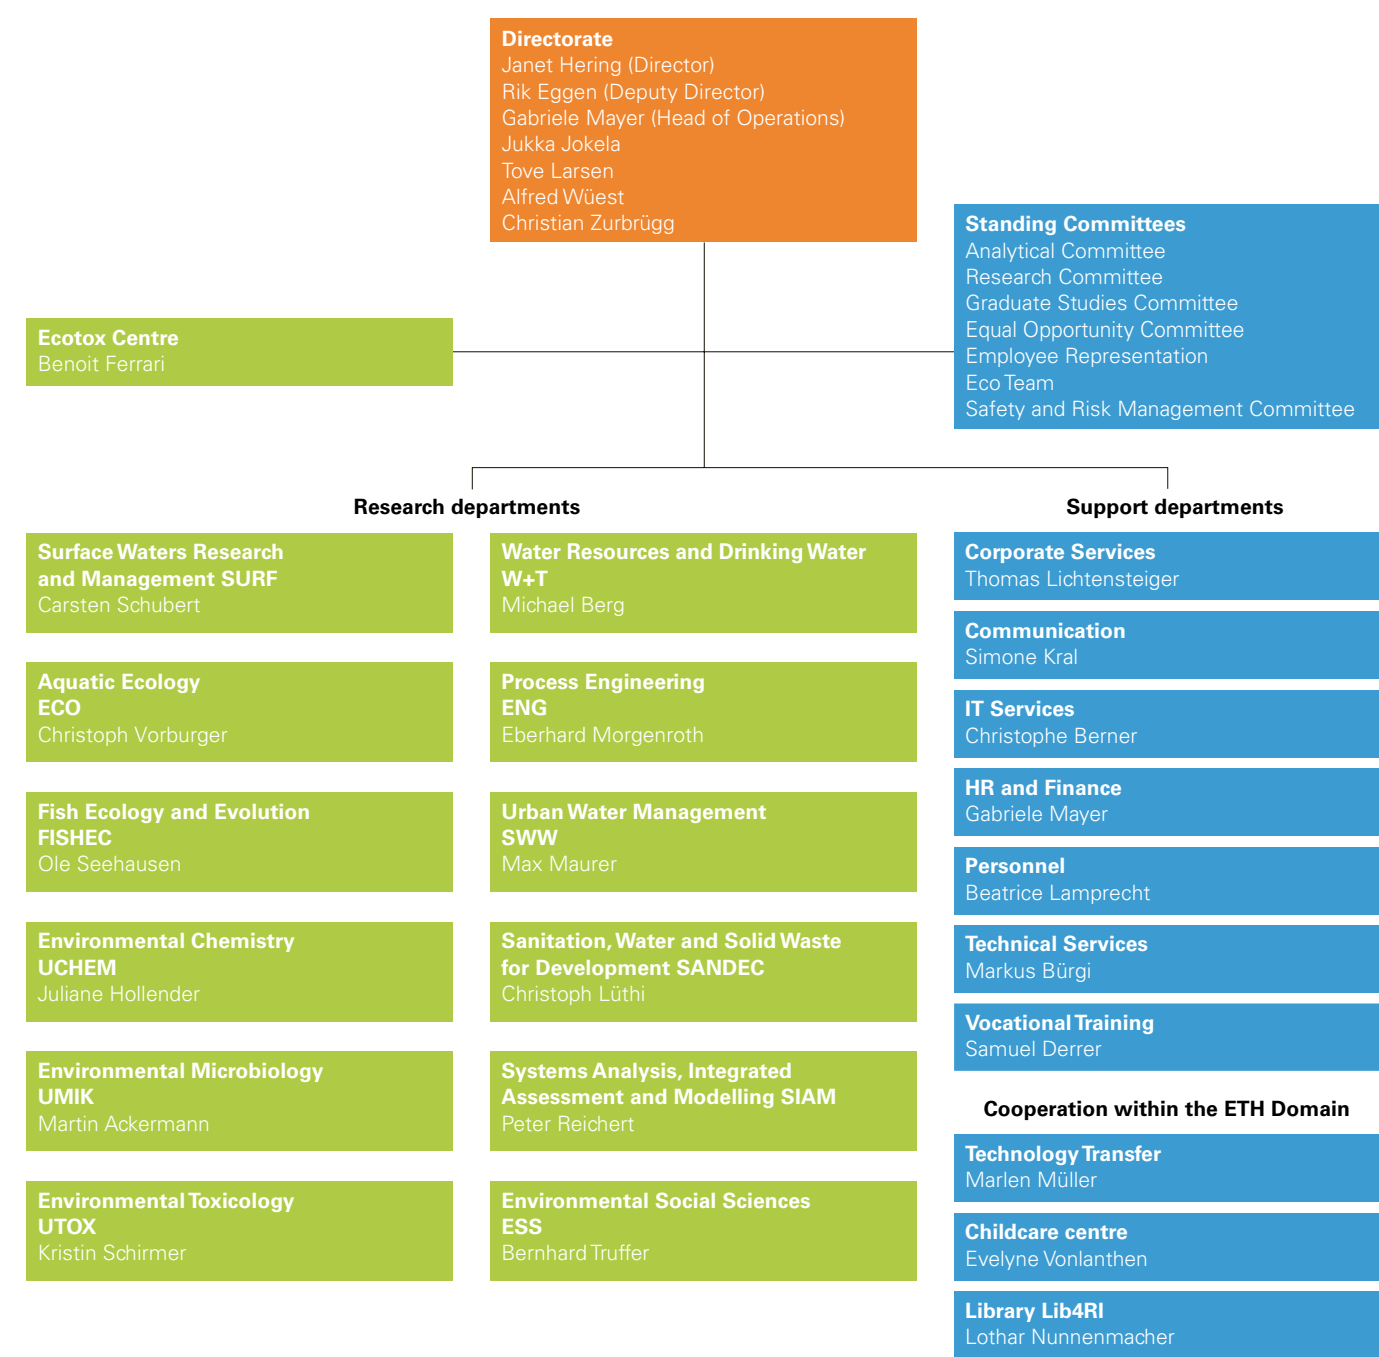 Directorate
Janet Hering (Director)
Rik Eggen (Deputy Director)
Gabriele Mayer (Head of Operations)
Jukka Jokela
Tove Larsen
Alfred Wüest
Christian Zurbrügg
Standing Committees
Analytical Committee
Research Committee
Graduate Studies Committee
Equal Opportunity Committee
Employee Representation
Eco Team
Safety and Risk Management Committee
Ecotox Centre
Benoit Ferrari
Research departments
Surface Waters Research
and Management SURF
Carsten Schubert
Water Resources and Drinking Water
W+T
Michael Berg
Aquatic Ecology
ECO
Christoph Vorburger
Process Engineering
ENG
Eberhard Morgenroth
Fish Ecology and Evolution
FISHEC
Ole Seehausen
Urban Water Management
SWW
Max Maurer
Environmental Chemistry
UCHEM
Juliane Hollender
Sanitation, Water and Solid Waste
for Development SANDEC
Christoph Lüthi
Environmental Microbiology
UMIK
Martin Ackermann
Systems Analysis, Integrated
Assessment and Modelling SIAM
Peter Reichert
Environmental Toxicology
UTOX
Kristin Schirmer
Environmental Social Sciences
ESS
Bernhard Truffer
Support departments
Corporate Services
Thomas Lichtensteiger
Communication
Simone Kral
IT Services
Christophe Berner
HR and Finance
Gabriele Mayer
Personnel
Beatrice Lamprecht
Technical Services
Markus Bürgi
Vocational Training
Samuel Derrer
Cooperation within the ETH Domain
Technology Transfer
Marlen Müller
Childcare centre
Evelyne Vonlanthen
Library Lib4RI
Lothar Nunnenmacher